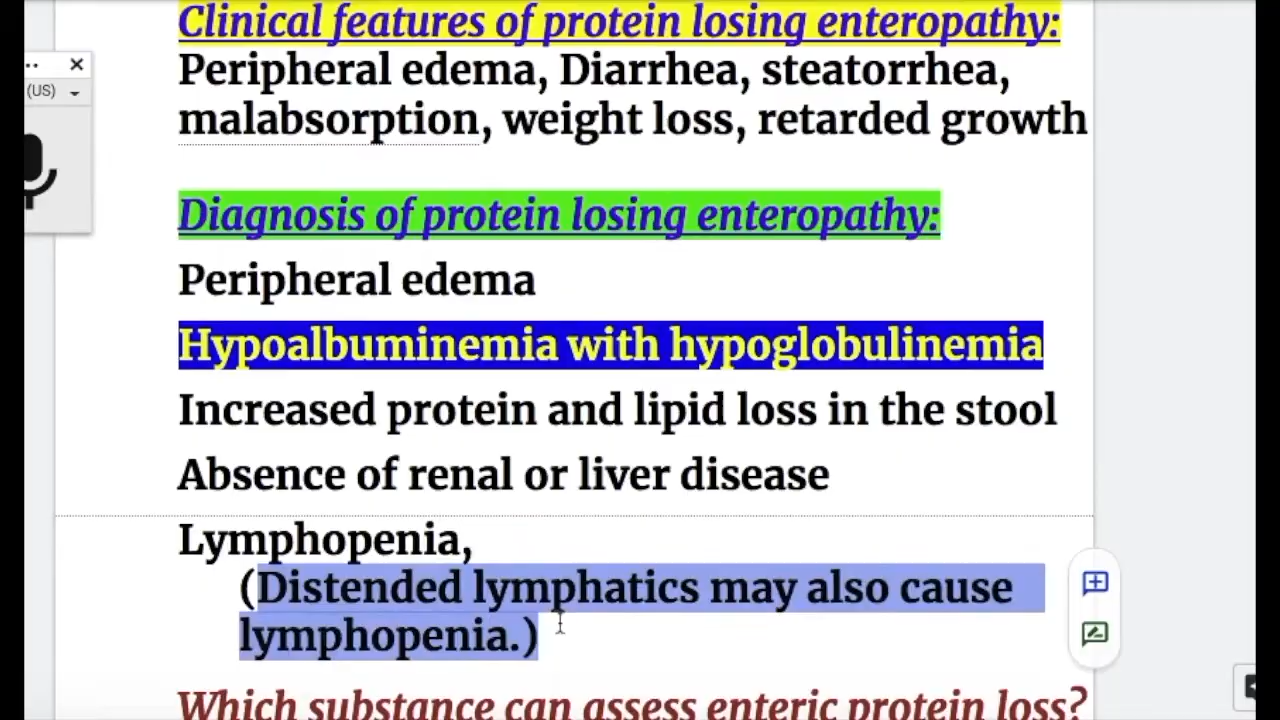 Clinical features of protein losing enteropathy:
Peripheral edema, Diarrhea, steatorrhea,
(US)
malabsorption, weight loss, retarded growth
Diagnosis of protein losing enteropathy:
Peripheral edema
Hypoalbuminemia with hypoglobulinemia
Increased protein and lipid loss in the stool
Absence of renal or liver disease
Lymphopenia,
(Distended lymphatics may also cause
lymphopenia.)
Which substance can assess enteric protein loss?